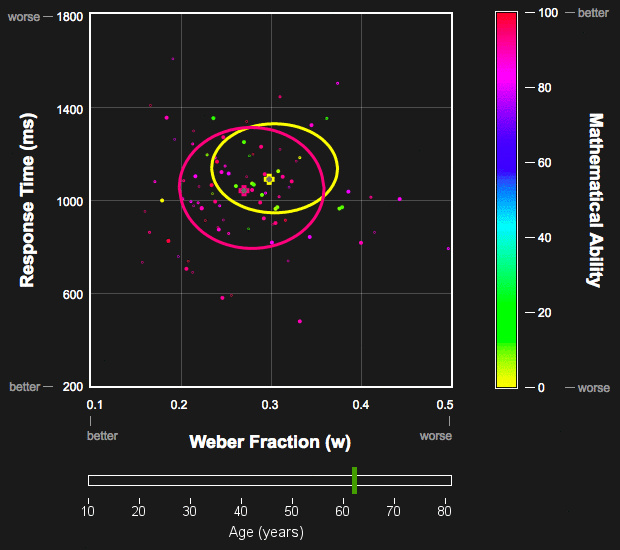 worse
1800
1400
1000
600
200
better
Response Time (ms)
0.1
0.2
0.3
0.4
0.5
better
worse
Weber Fraction (w)
100
better
80
60
40
20
0
worse
Mathematical Ability
10
20
30
40
50
60
70
80
Age (years)